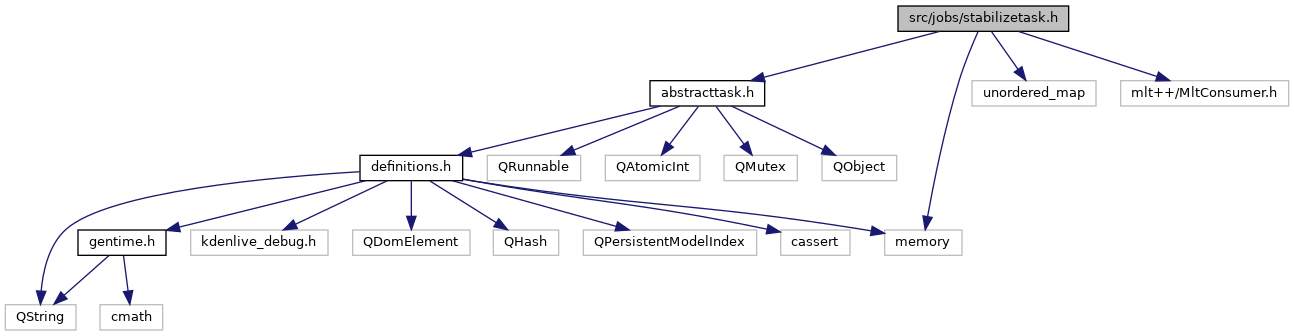 src/jobs/stabilizetask.h
abstracttask.h
unordered_map
mlt++/MltConsumer.h
definitions.h
QRunnable
QAtomicInt
QMutex
QObject
gentime.h
kdenlive_debug.h
QDomElement
QHash
QPersistentModelIndex
cassert
memory
QString
cmath